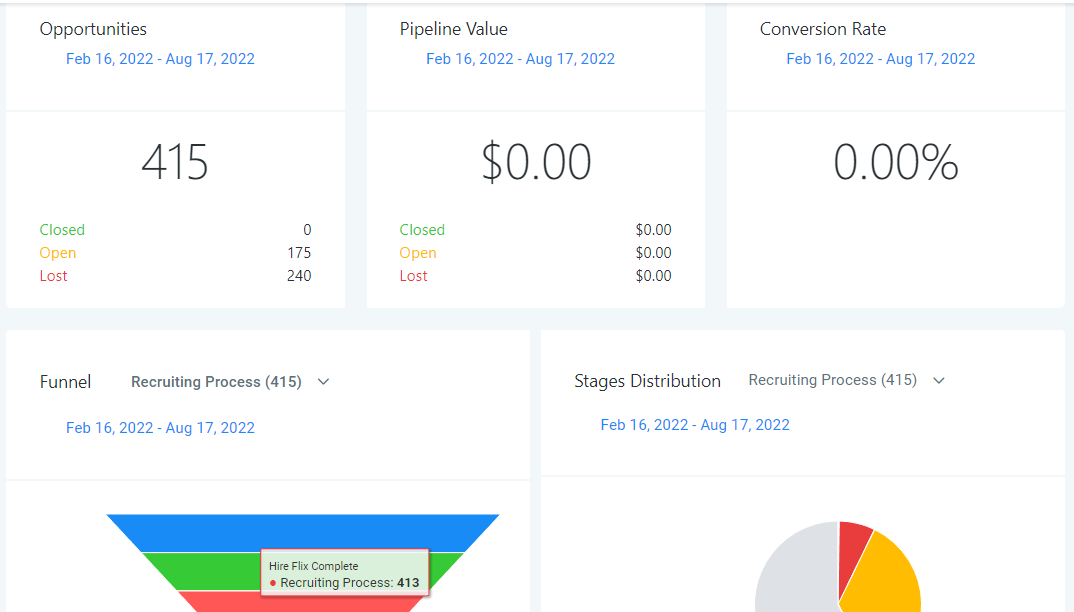 Opportunities
Feb 16, 2022 - Aug 17, 2022
415
Closed 0
Open 175
Lost 240
Pipeline Value
Feb 16, 2022 - Aug 17, 2022
$0.00
Closed $0.00
Open $0.00
Lost $0.00
Conversion Rate
Feb 16, 2022 - Aug 17, 2022
0.00%
Funnel Recruiting Process (415)
Feb 16, 2022 - Aug 17, 2022
Hire Flix Complete
Recruiting Process: 413
Stages Distribution Recruiting Process (415)
Feb 16, 2022 - Aug 17, 2022